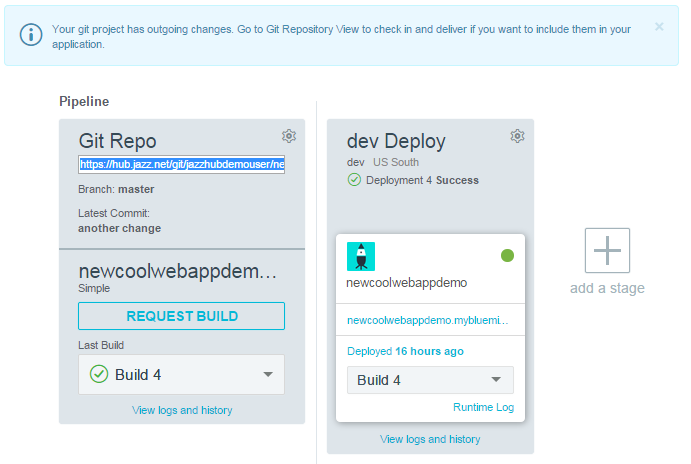 Your git project has outgoing changes. Go to Git Repository View to check in and deliver if you want to include them in your
application.
Pipeline
Git Repo
https://hub.jazz.net/git/jazzhubdemouser/ne
Branch: master
Latest Commit:
another change
newcoolwebappdem...
Simple
REQUEST BUILD
Last Build
Build 4
View logs and history
dev Deploy
dev US South
Deployment 4 Success
newcoolwebappdemo
newcoolwebappdemo.mybluemi...
Deployed 16 hours ago
Build 4
Runtime Log
View logs and history
add a stage